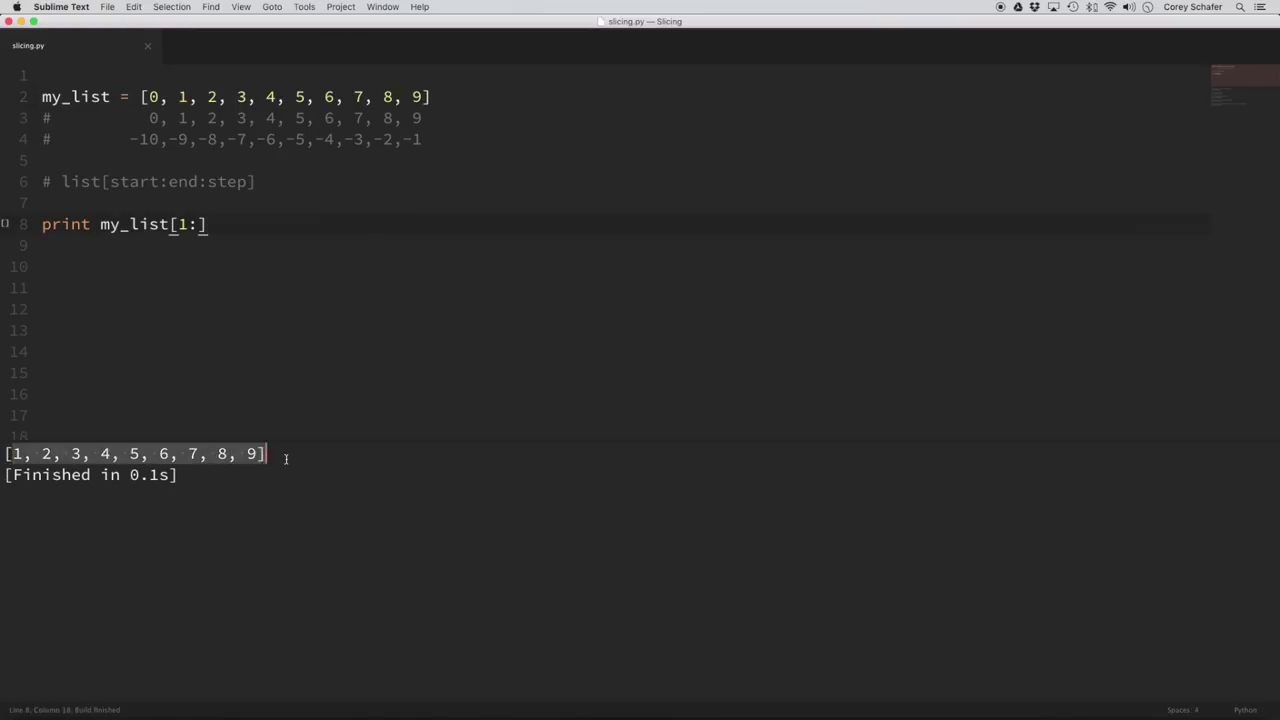 Sublime Text File Edit Selection Find View Goto Tools Project Window Help Corey Schafer
slicing.py — Slicing
slicing.py
1
2 my_list = [0, 1, 2, 3, 4, 5, 6, 7, 8, 9]
3 # 0, 1, 2, 3, 4, 5, 6, 7, 8, 9
4 # -10,-9,-8,-7,-6,-5,-4,-3,-2,-1
5
6 # list[start:end:step]
7
8 print my_list[1:]
9
10
11
12
13
14
15
16
17
18
[1, 2, 3, 4, 5, 6, 7, 8, 9]
[Finished in 0.1s]
Line 8, Column 18; Build finished Spaces: 4 Python